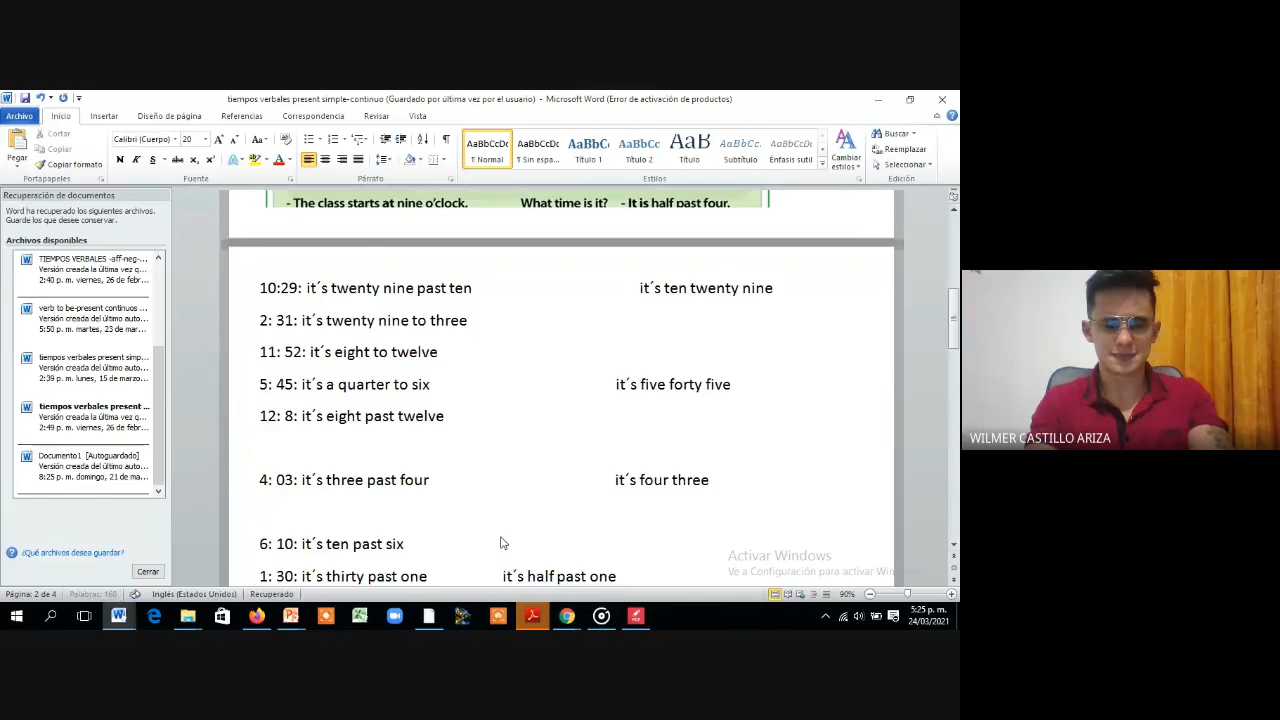 tiempos verbales present simple-continuo (Guardado por última vez por el usuario) - Microsoft Word (Error de activación de productos)
Archivo Inicio Insertar Diseño de página Referencias Correspondencia Revisar Vista
Pegar
Cortar
Copiar
Copiar formato
Portapapeles
Calibri (Cuerpo) 20
N K S abc x₂ x²
Fuente
Párrafo
AaBbCcDc AaBbCcDc AaBbC AaBbCc AaB AaBbCc. AaBbCcDc
¶ Normal ¶ Sin espa... Título 1 Título 2 Título Subtítulo Énfasis sutil
Estilos
Cambiar estilos
Buscar
Reemplazar
Seleccionar
Edición
Recuperación de documentos
Word ha recuperado los siguientes archivos.
Guarde los que desee conservar.
Archivos disponibles
TIEMPOS VERBALES -aff-neg-...
Versión creada la última vez q...
2:40 p. m. viernes, 26 de febr...
verb to be-present continuos ...
Versión creada del último auto...
5:50 p. m. martes, 23 de mar...
tiempos verbales present simp...
Versión creada del último auto...
2:39 p. m. lunes, 15 de marzo...
tiempos verbales present ...
Versión creada la última vez q...
2:49 p. m. viernes, 26 de febr...
Documento1 [Autoguardado]
Versión creada del último auto...
8:25 p. m. domingo, 21 de ma...
¿Qué archivos desea guardar?
Cerrar
- The class starts at nine o'clock. What time is it? - It is half past four.
10:29: it´s twenty nine past ten it´s ten twenty nine
2: 31: it´s twenty nine to three
11: 52: it´s eight to twelve
5: 45: it´s a quarter to six it´s five forty five
12: 8: it´s eight past twelve
4: 03: it´s three past four it´s four three
6: 10: it´s ten past six
1: 30: it´s thirty past one it´s half past one
Activar Windows
Ve a Configuración para activar Windows
Página: 2 de 4 Palabras: 168 Inglés (Estados Unidos) Recuperado 90%
5:25 p. m.
24/03/2021
WILMER CASTILLO ARIZA